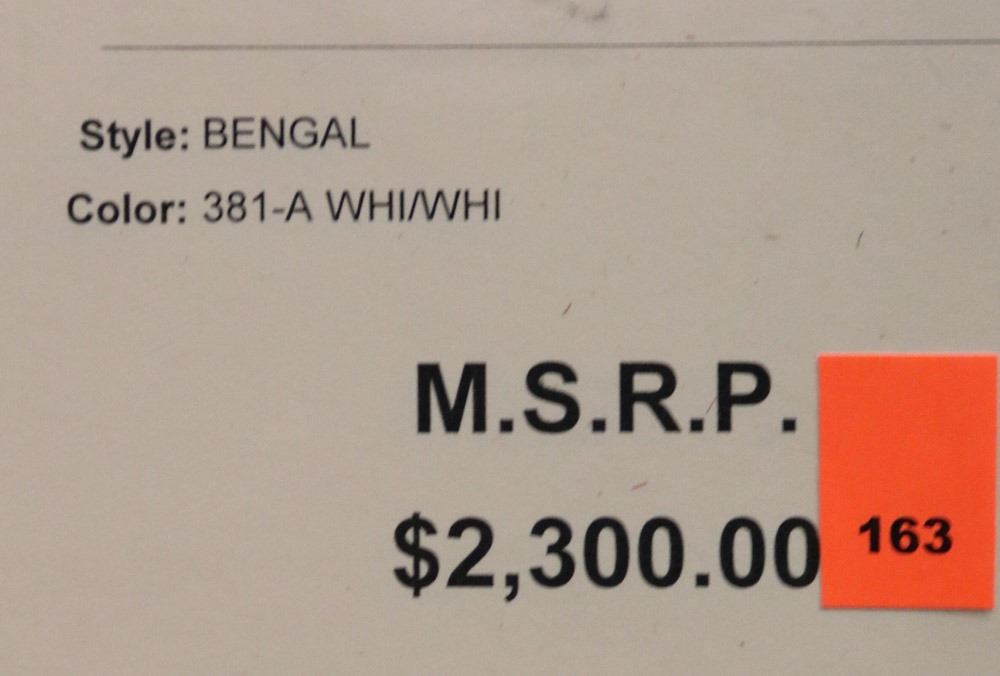 Style: BENGAL
Color: 381-A WHI/WHI
M.S.R.P.
$2,300.00
163